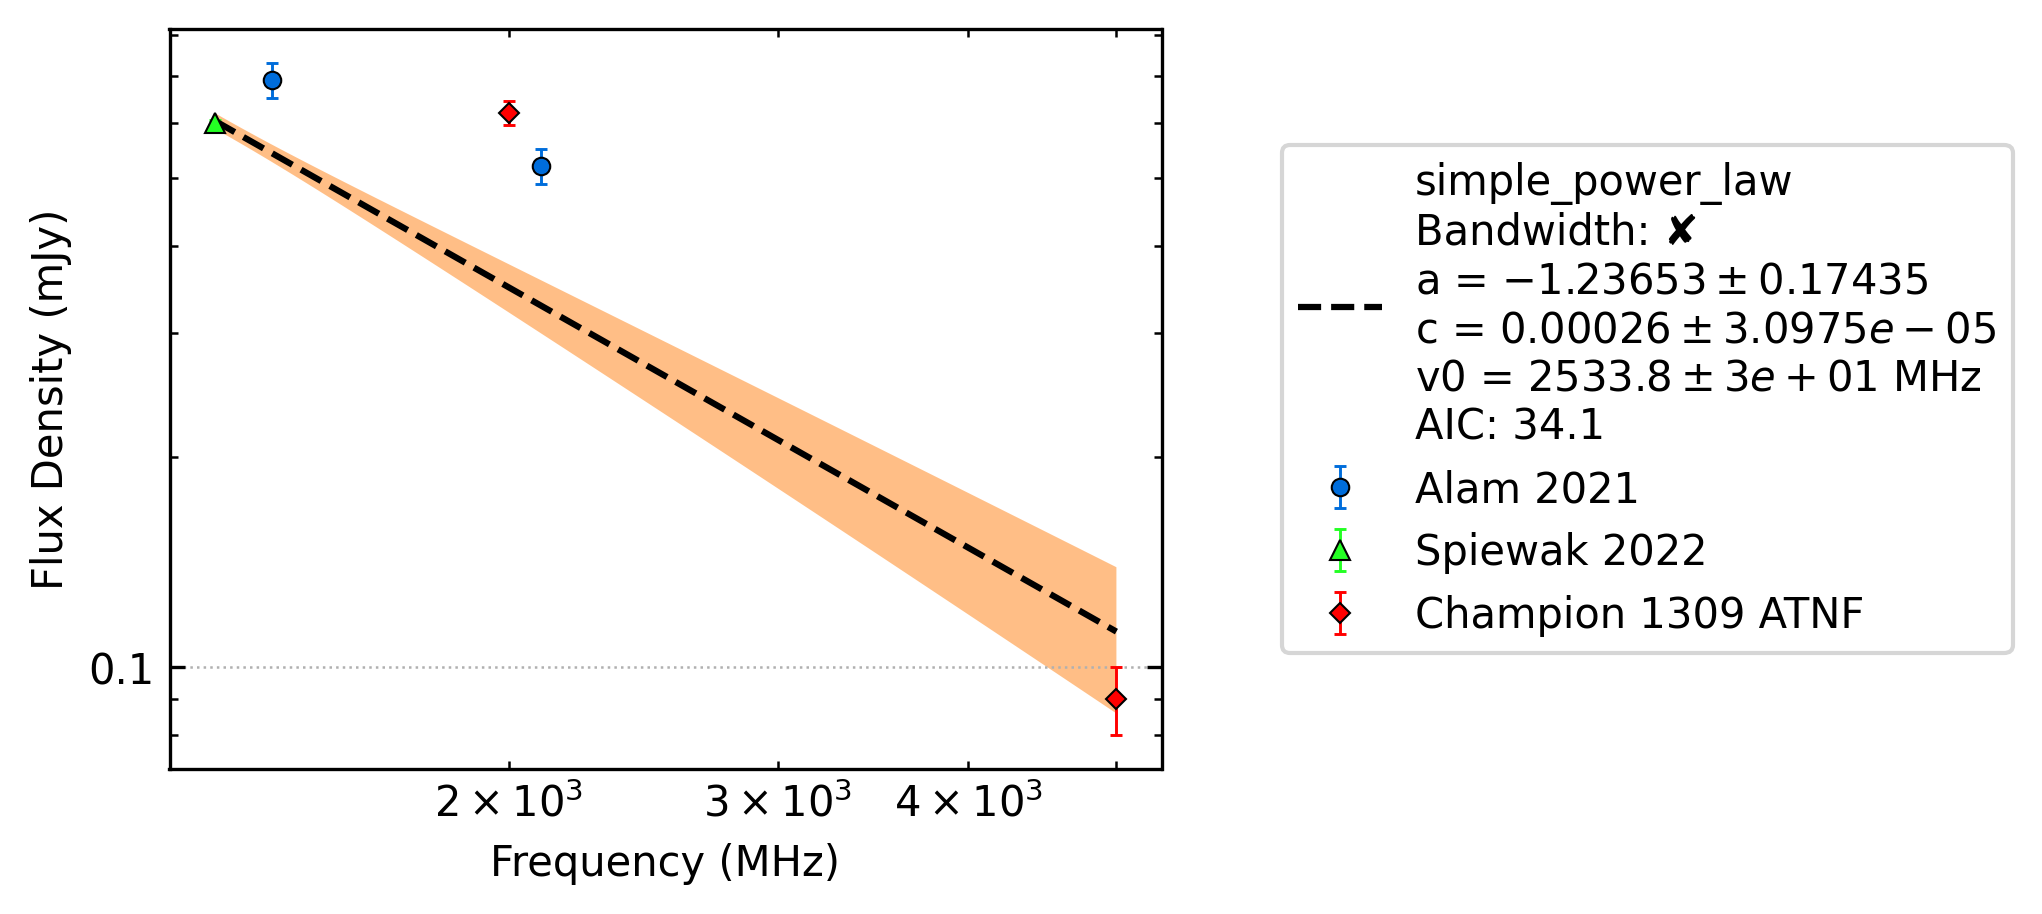 Flux Density (mJy)
0.1
2 × 10³
3 × 10³
4 × 10³
Frequency (MHz)
simple_power_law
Bandwidth: ✘
a = −1.23653 ± 0.17435
c = 0.00026 ± 3.0975e − 05
v0 = 2533.8 ± 3e + 01 MHz
AIC: 34.1
Alam 2021
Spiewak 2022
Champion 1309 ATNF